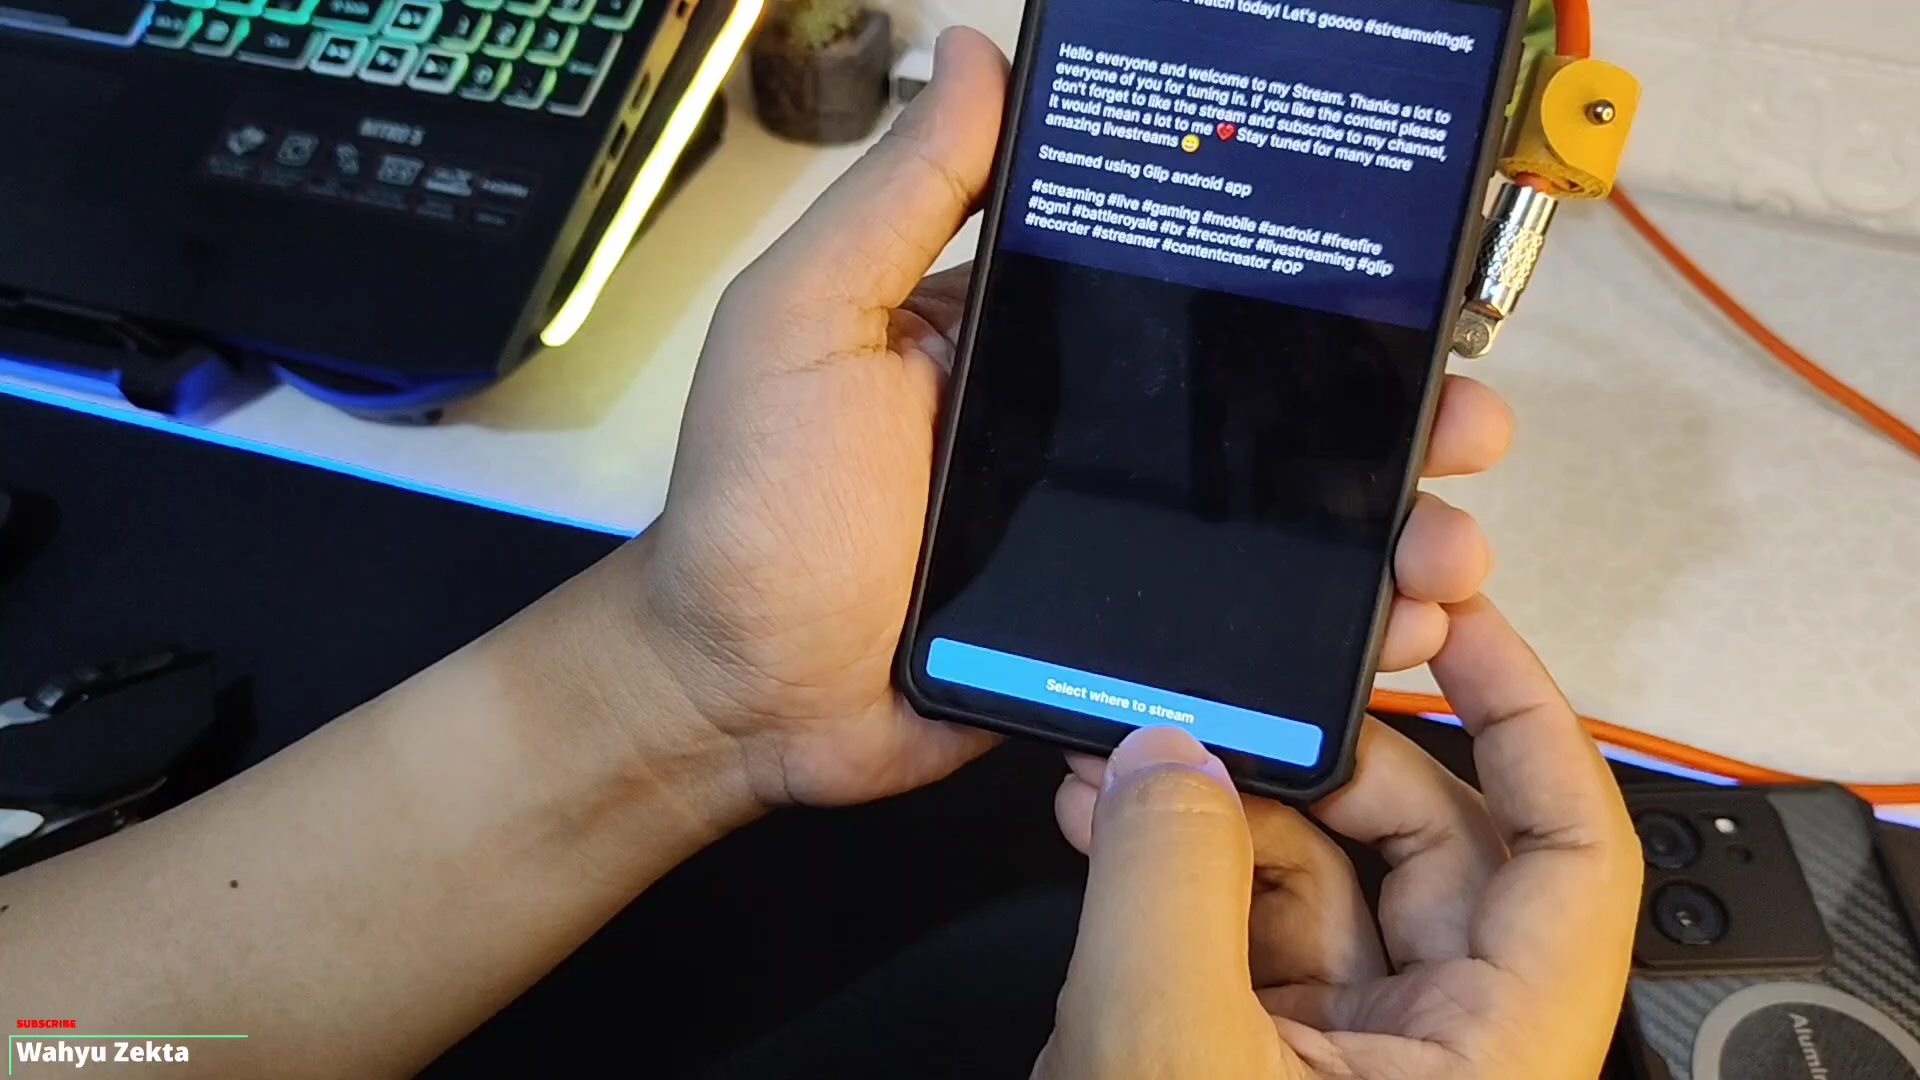 watch today! Let's goooo #streamwithglip
Hello everyone and welcome to my Stream. Thanks a lot to
everyone of you for tuning in. If you like the content please
don't forget to like the stream and subscribe to my channel,
It would mean a lot to me ❤️ Stay tuned for many more
amazing livestreams 😄
Streamed using Glip android app
#streaming #live #gaming #mobile #android #freefire
#bgmi #battleroyale #br #recorder #livestreaming #glip
#recorder #streamer #contentcreator #OP
Select where to stream
NITRO 5
SUBSCRIBE
Wahyu Zekta